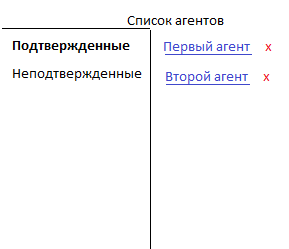 Список агентов
Подтвержденные Первый агент x
Неподтвержденные Второй агент x